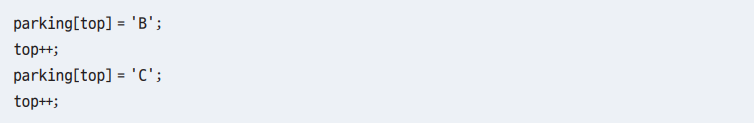 parking[top] = 'B';
top++;
parking[top] = 'C';
top++;